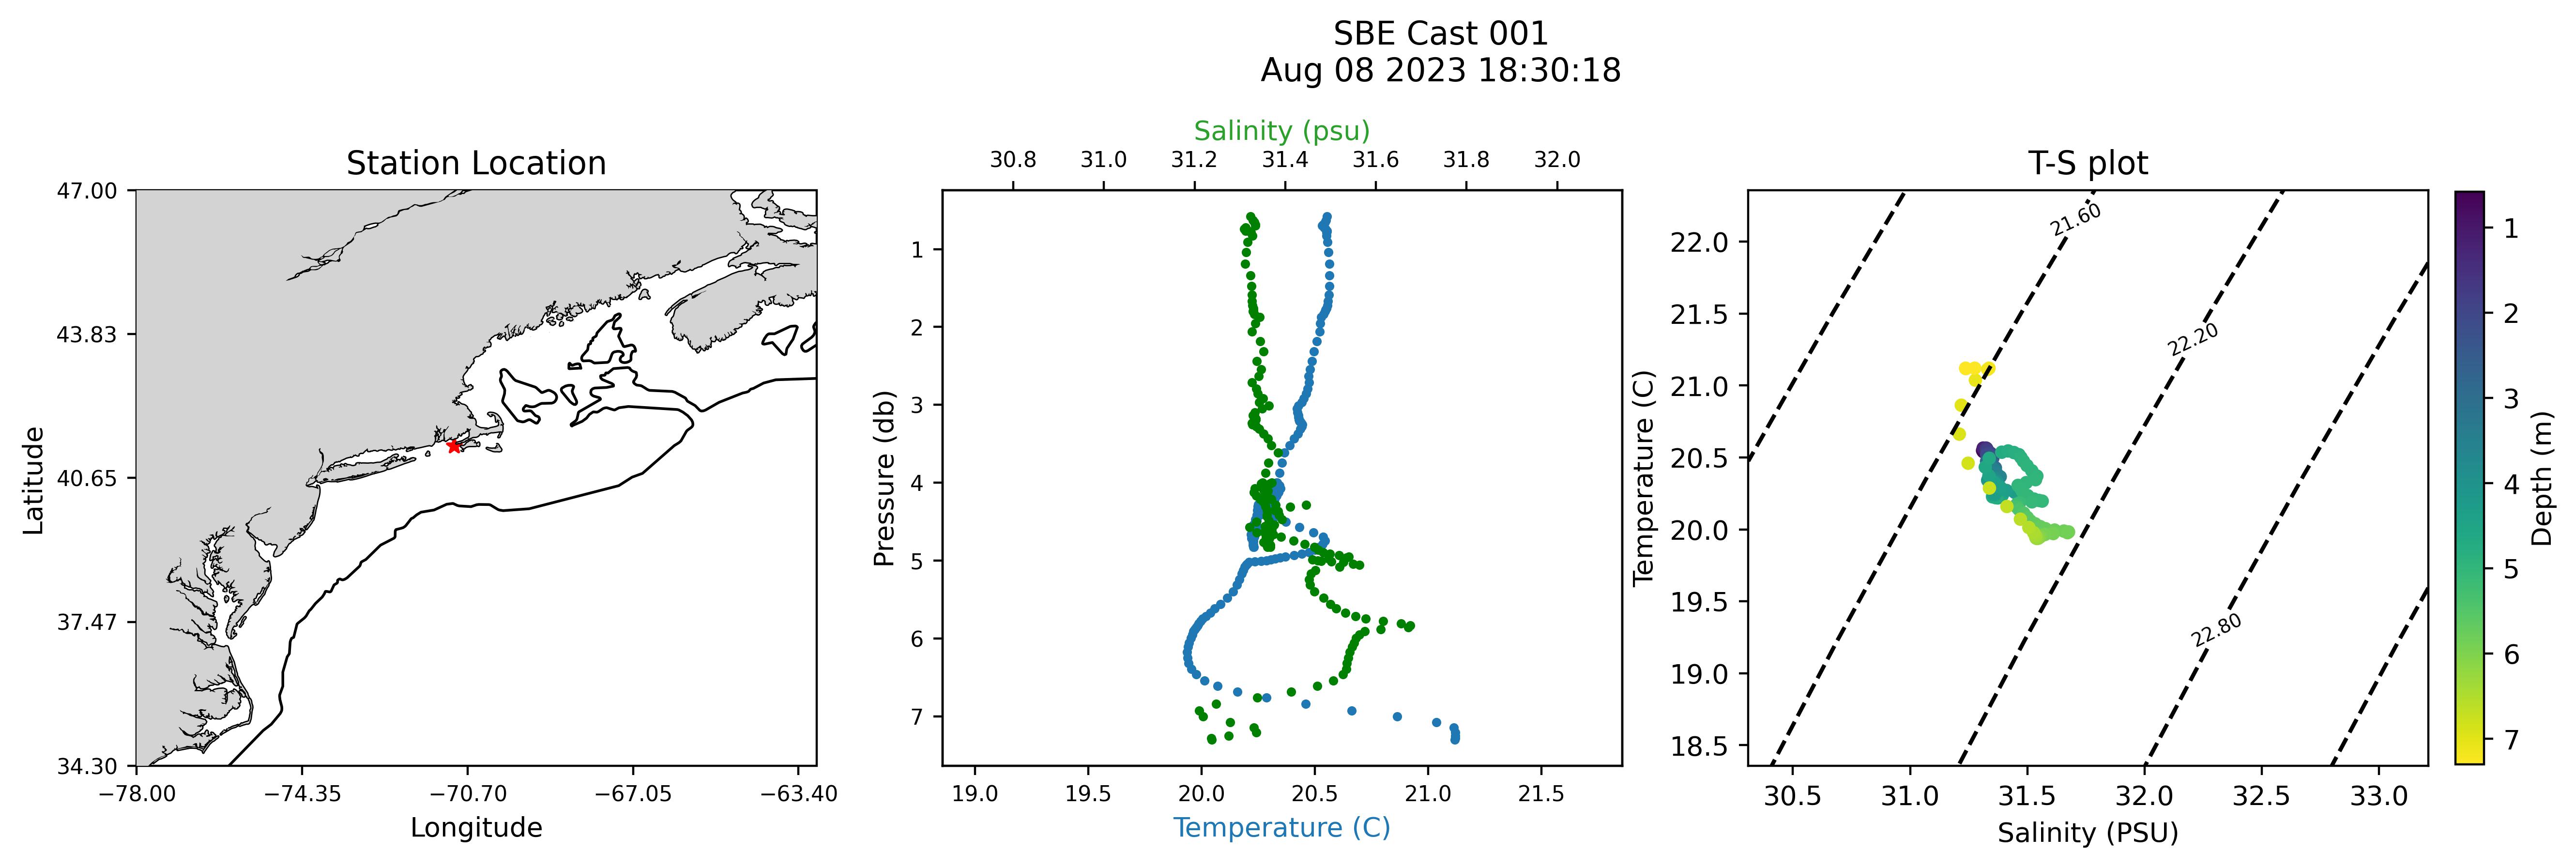 SBE Cast 001
Aug 08 2023 18:30:18
Station Location
47.00
43.83
40.65
37.47
34.30
−78.00 −74.35 −70.70 −67.05 −63.40
Latitude
Longitude
Salinity (psu)
30.8 31.0 31.2 31.4 31.6 31.8 32.0
1
2
3
4
5
6
7
Pressure (db)
19.0 19.5 20.0 20.5 21.0 21.5
Temperature (C)
T-S plot
22.0
21.5
21.0
20.5
20.0
19.5
19.0
18.5
Temperature (C)
21.60
22.20
22.80
30.5 31.0 31.5 32.0 32.5 33.0
Salinity (PSU)
1
2
3
4
5
6
7
Depth (m)